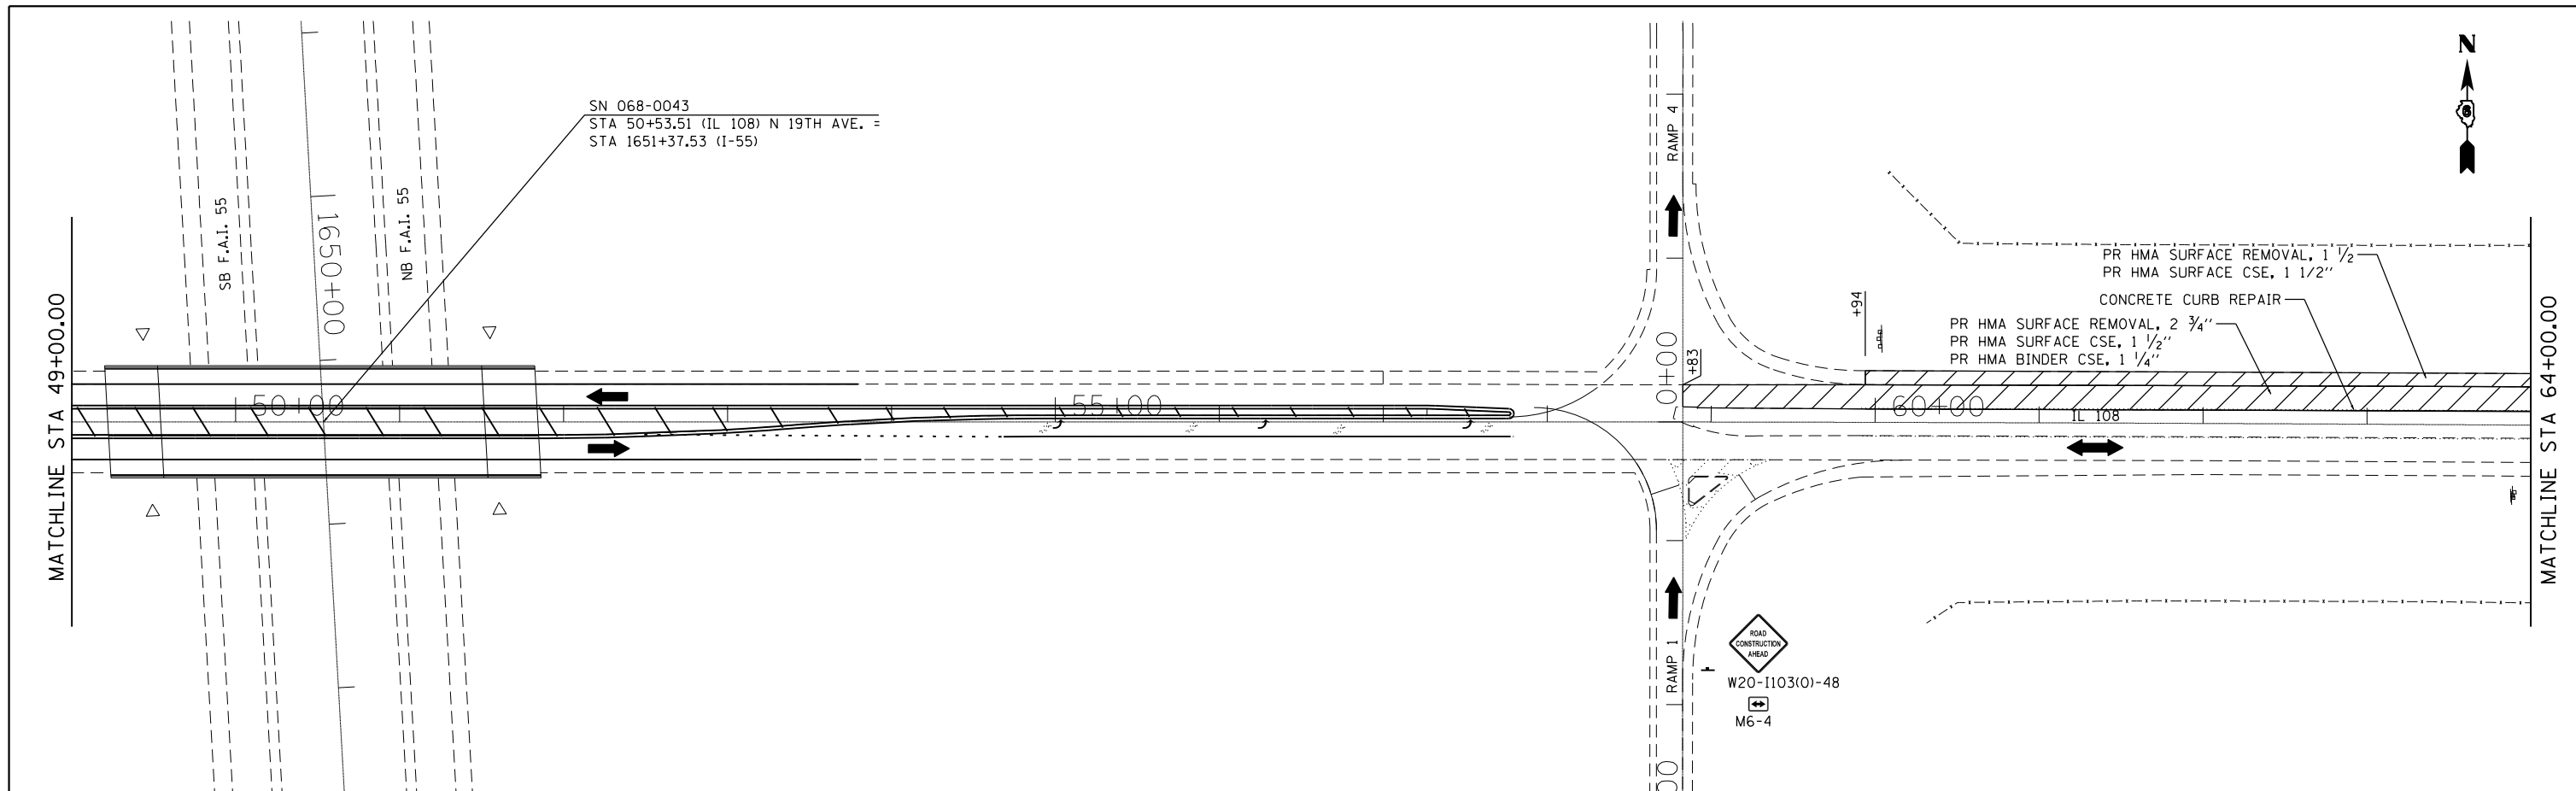 N
6
SN 068-0043
STA 50+53.51 (IL 108) N 19TH AVE. =
STA 1651+37.53 (I-55)
SB F.A.I. 55
1650+00
NB F.A.I. 55
RAMP 4
MATCHLINE STA 49+00.00
MATCHLINE STA 64+00.00
PR HMA SURFACE REMOVAL, 1 1/2
PR HMA SURFACE CSE, 1 1/2"
CONCRETE CURB REPAIR
PR HMA SURFACE REMOVAL, 2 3/4"
PR HMA SURFACE CSE, 1 1/2"
PR HMA BINDER CSE, 1 1/4"
+94
+83
0+00
50+00
55+00
60+00
IL 108
RAMP 1
ROAD
CONSTRUCTION
AHEAD
W20-I103(O)-48
M6-4
00